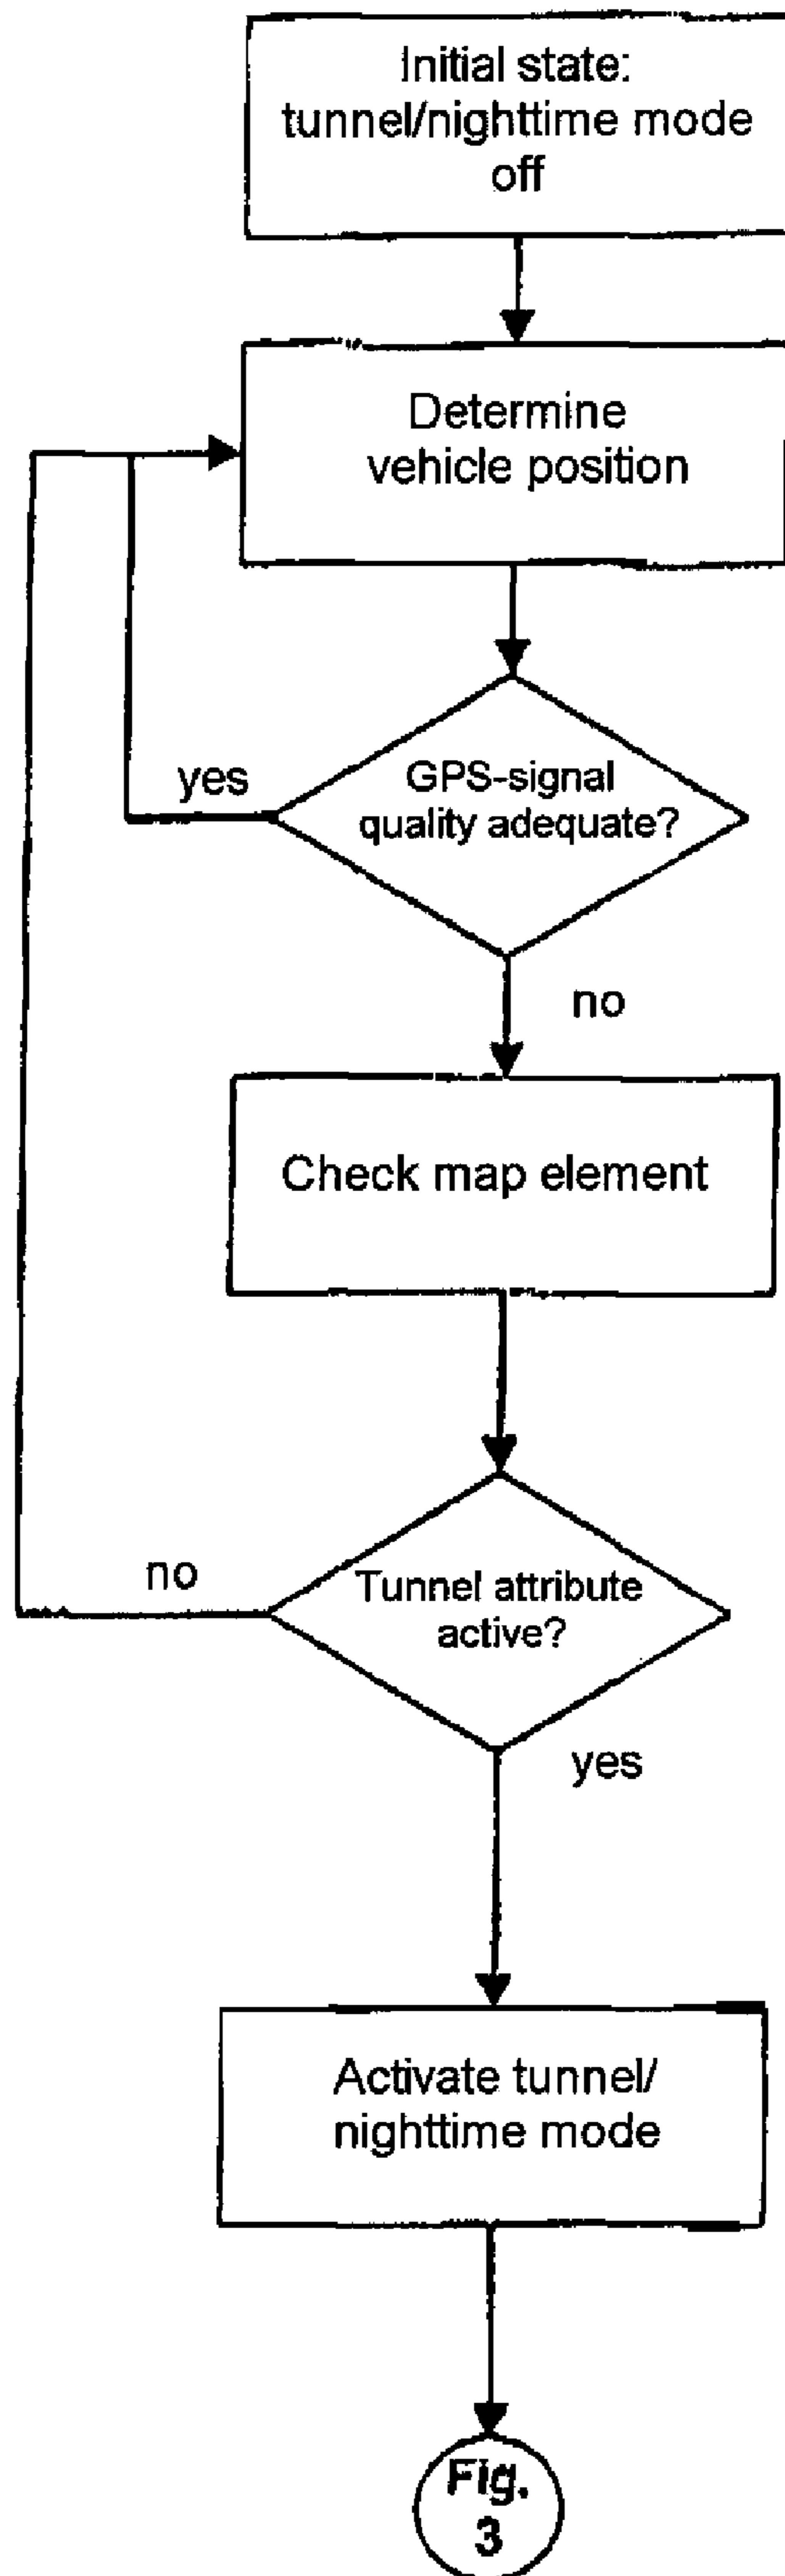 Initial state:
tunnel/nighttime mode
off
Determine
vehicle position
yes
GPS-signal
quality adequate?
no
Check map element
no
Tunnel attribute
active?
yes
Activate tunnel/
nighttime mode
Fig.
3